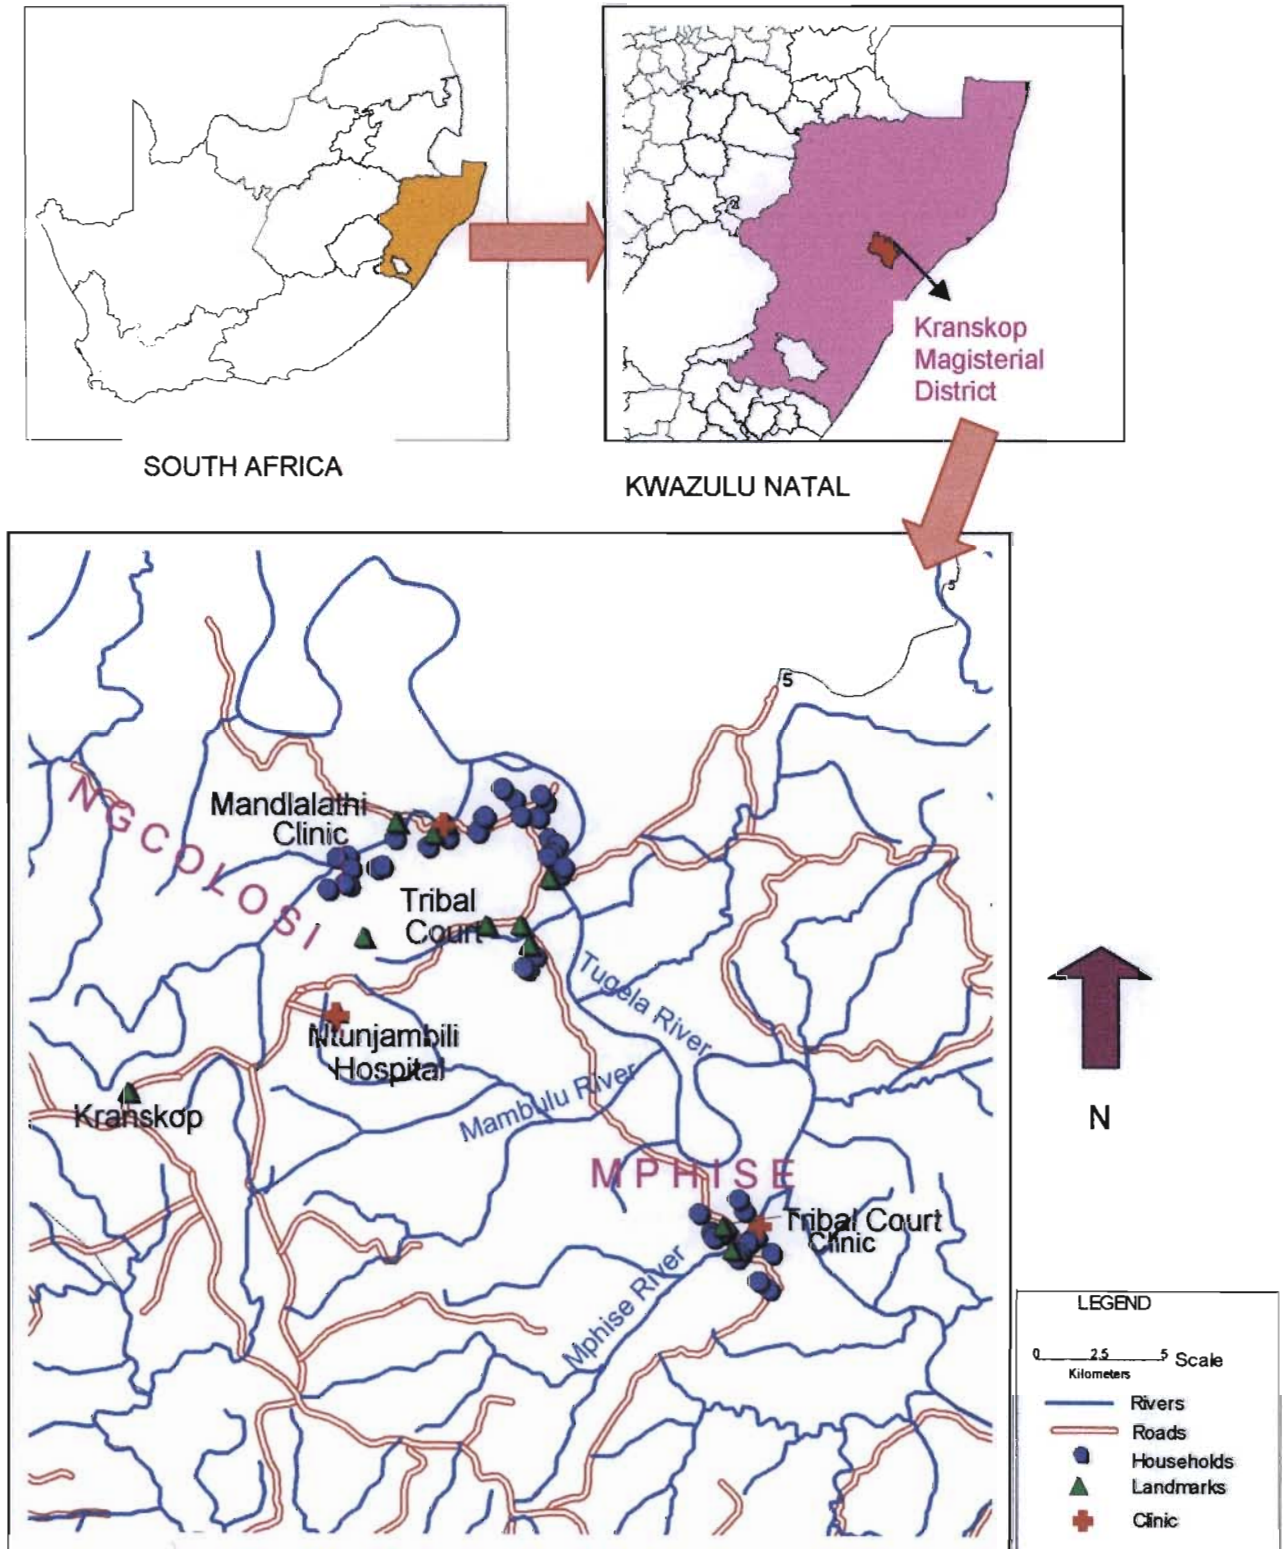 Kranskop
Magisterial
District
SOUTH AFRICA
KWAZULU NATAL
5
5
NGCOLOSI
Mandlalathi
Clinic
Tribal
Court
Tugela River
Ntunjambili
Hospital
Mambulu River
Kranskop
MPHISE
Tribal Court
Clinic
Mphise River
N
LEGEND
0 2.5 5 Scale
Kilometers
Rivers
Roads
Households
Landmarks
Clinic